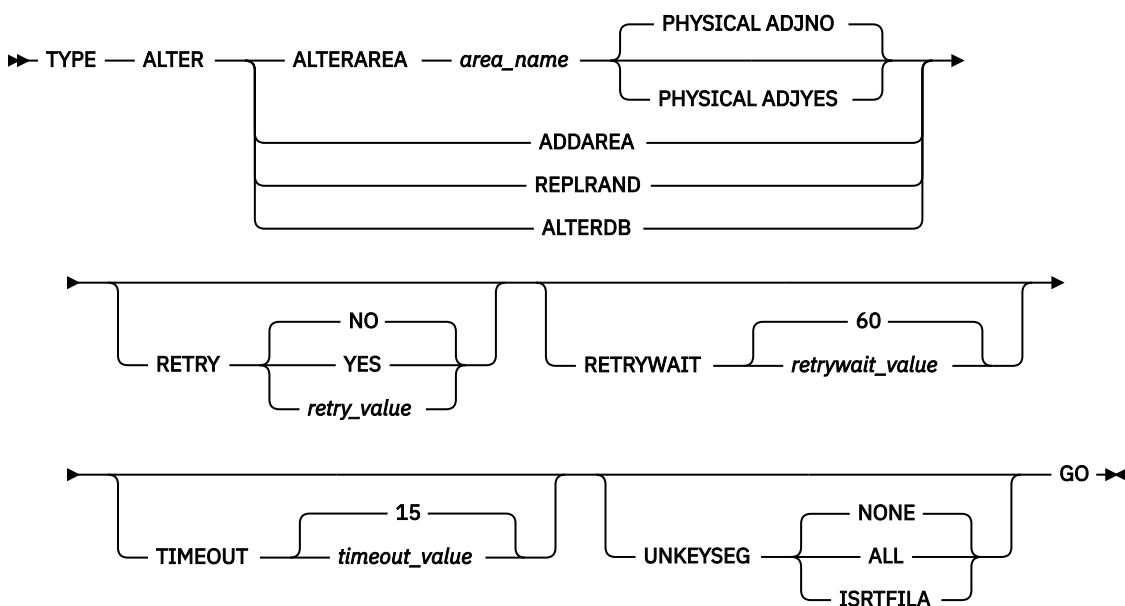 PHYSICAL ADJNO
TYPE ALTER ALTERAREA area_name
PHYSICAL ADJYES
ADDAREA
REPLRAND
ALTERDB
NO 60
RETRY YES RETRYWAIT retrywait_value
retry_value
GO
15 NONE
TIMEOUT timeout_value UNKEYSEG ALL
ISRTFILA